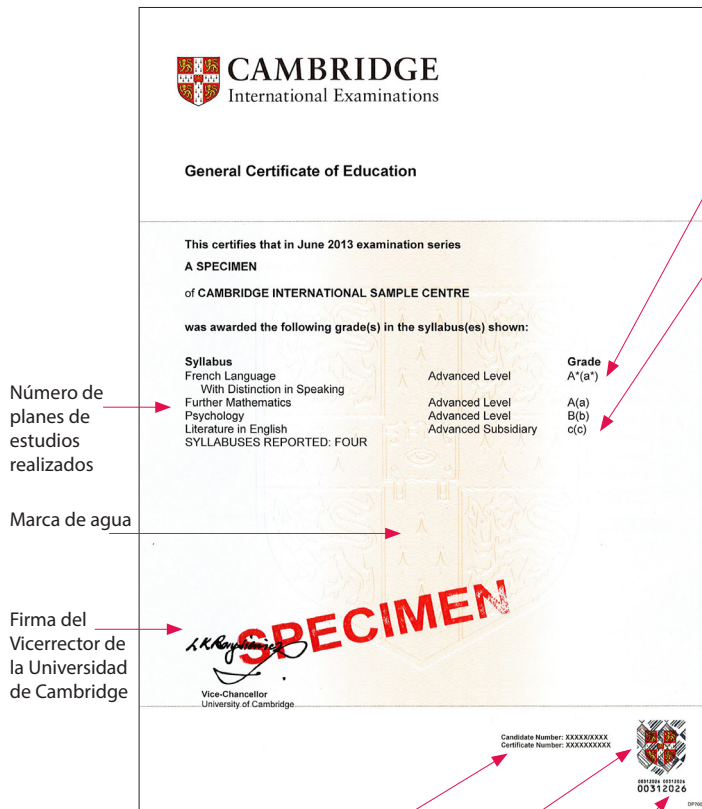 CAMBRIDGE
International Examinations
General Certificate of Education
This certifies that in June 2013 examination series
A SPECIMEN
of CAMBRIDGE INTERNATIONAL SAMPLE CENTRE
was awarded the following grade(s) in the syllabus(es) shown:
Syllabus Grade
French Language Advanced Level A*(a*)
With Distinction in Speaking
Further Mathematics Advanced Level A(a)
Psychology Advanced Level B(b)
Literature in English Advanced Subsidiary c(c)
SYLLABUSES REPORTED: FOUR
Número de
planes de
estudios
realizados
Marca de agua
Firma del
Vicerrector de
la Universidad
de Cambridge
SPECIMEN
Vice-Chancellor
University of Cambridge
Candidate Number: XXXXX/XXXX
Certificate Number: XXXXXXXXXX
00312026 00312026
00312026